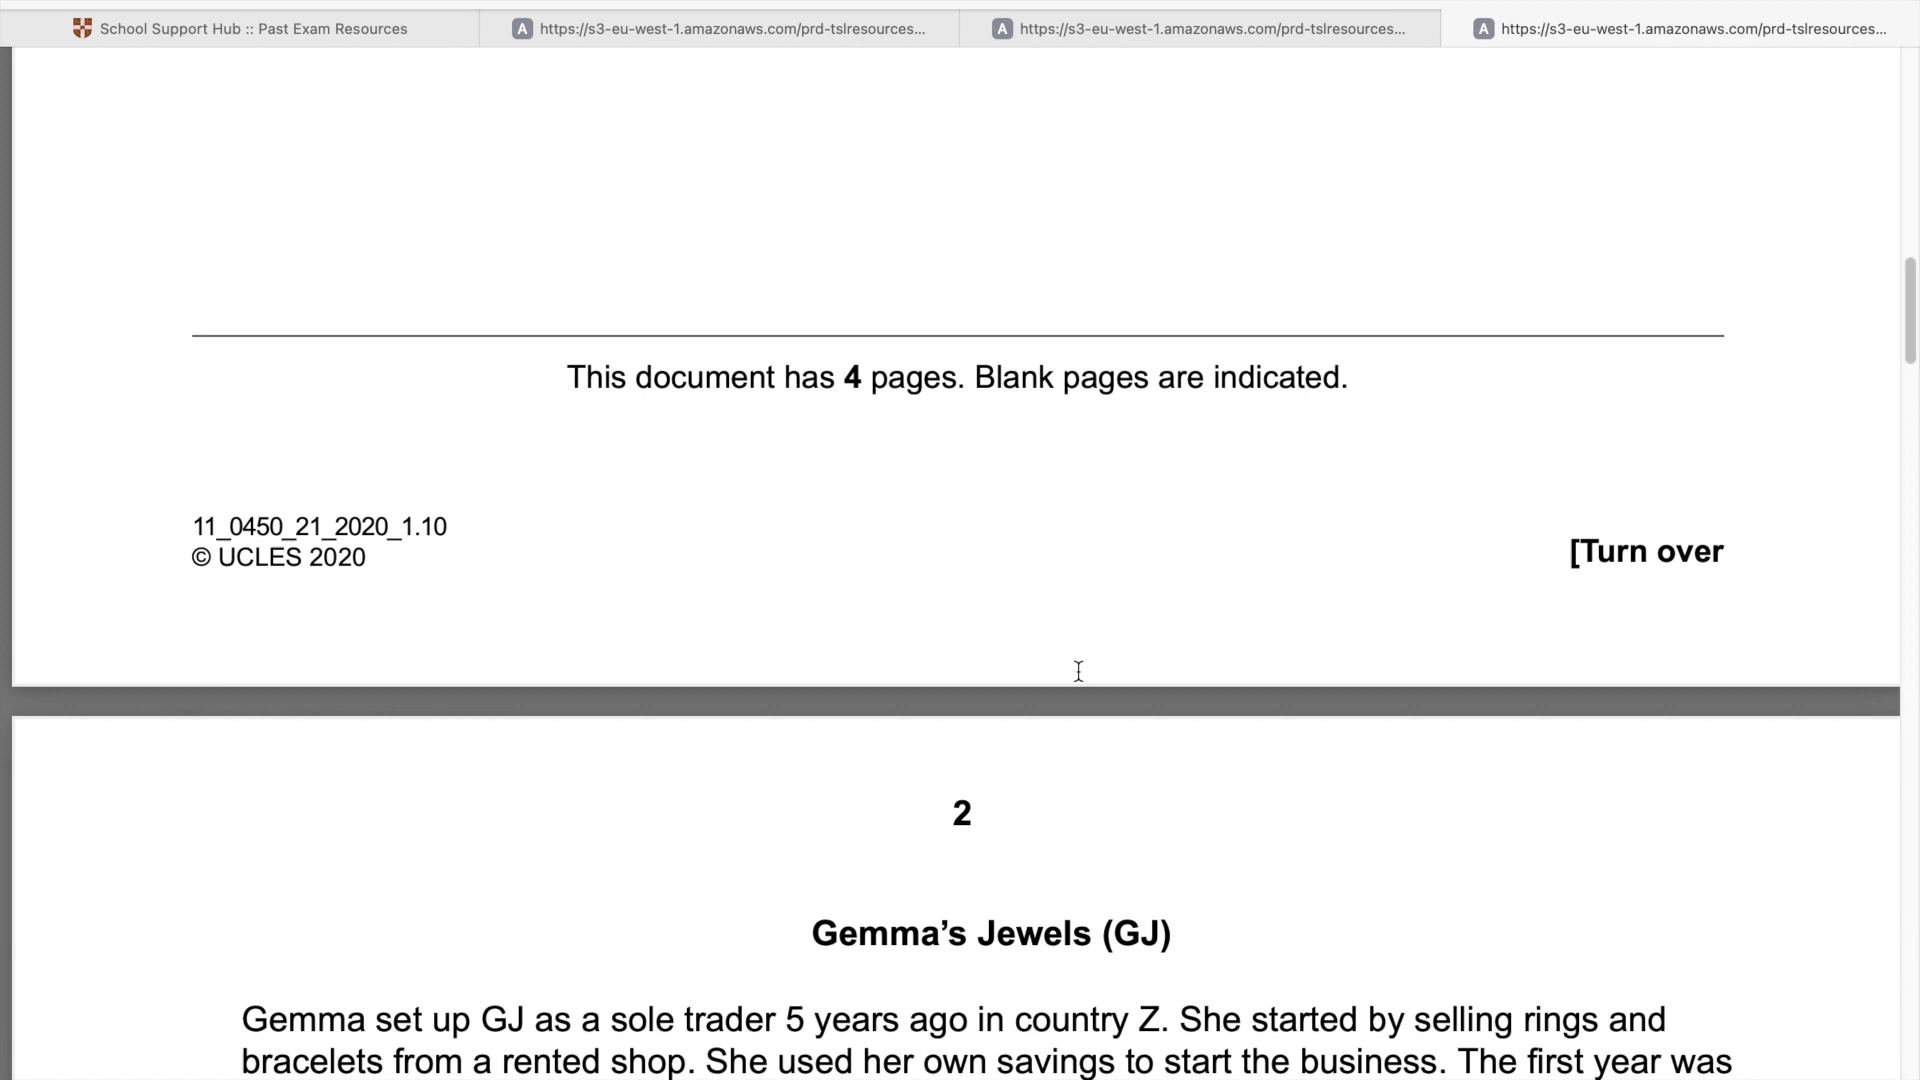 School Support Hub :: Past Exam Resources
A https://s3-eu-west-1.amazonaws.com/prd-tslresources...
A https://s3-eu-west-1.amazonaws.com/prd-tslresources...
A https://s3-eu-west-1.amazonaws.com/prd-tslresources...
This document has 4 pages. Blank pages are indicated.
11_0450_21_2020_1.10
© UCLES 2020
[Turn over
2
Gemma’s Jewels (GJ)
Gemma set up GJ as a sole trader 5 years ago in country Z. She started by selling rings and
bracelets from a rented shop. She used her own savings to start the business. The first year was